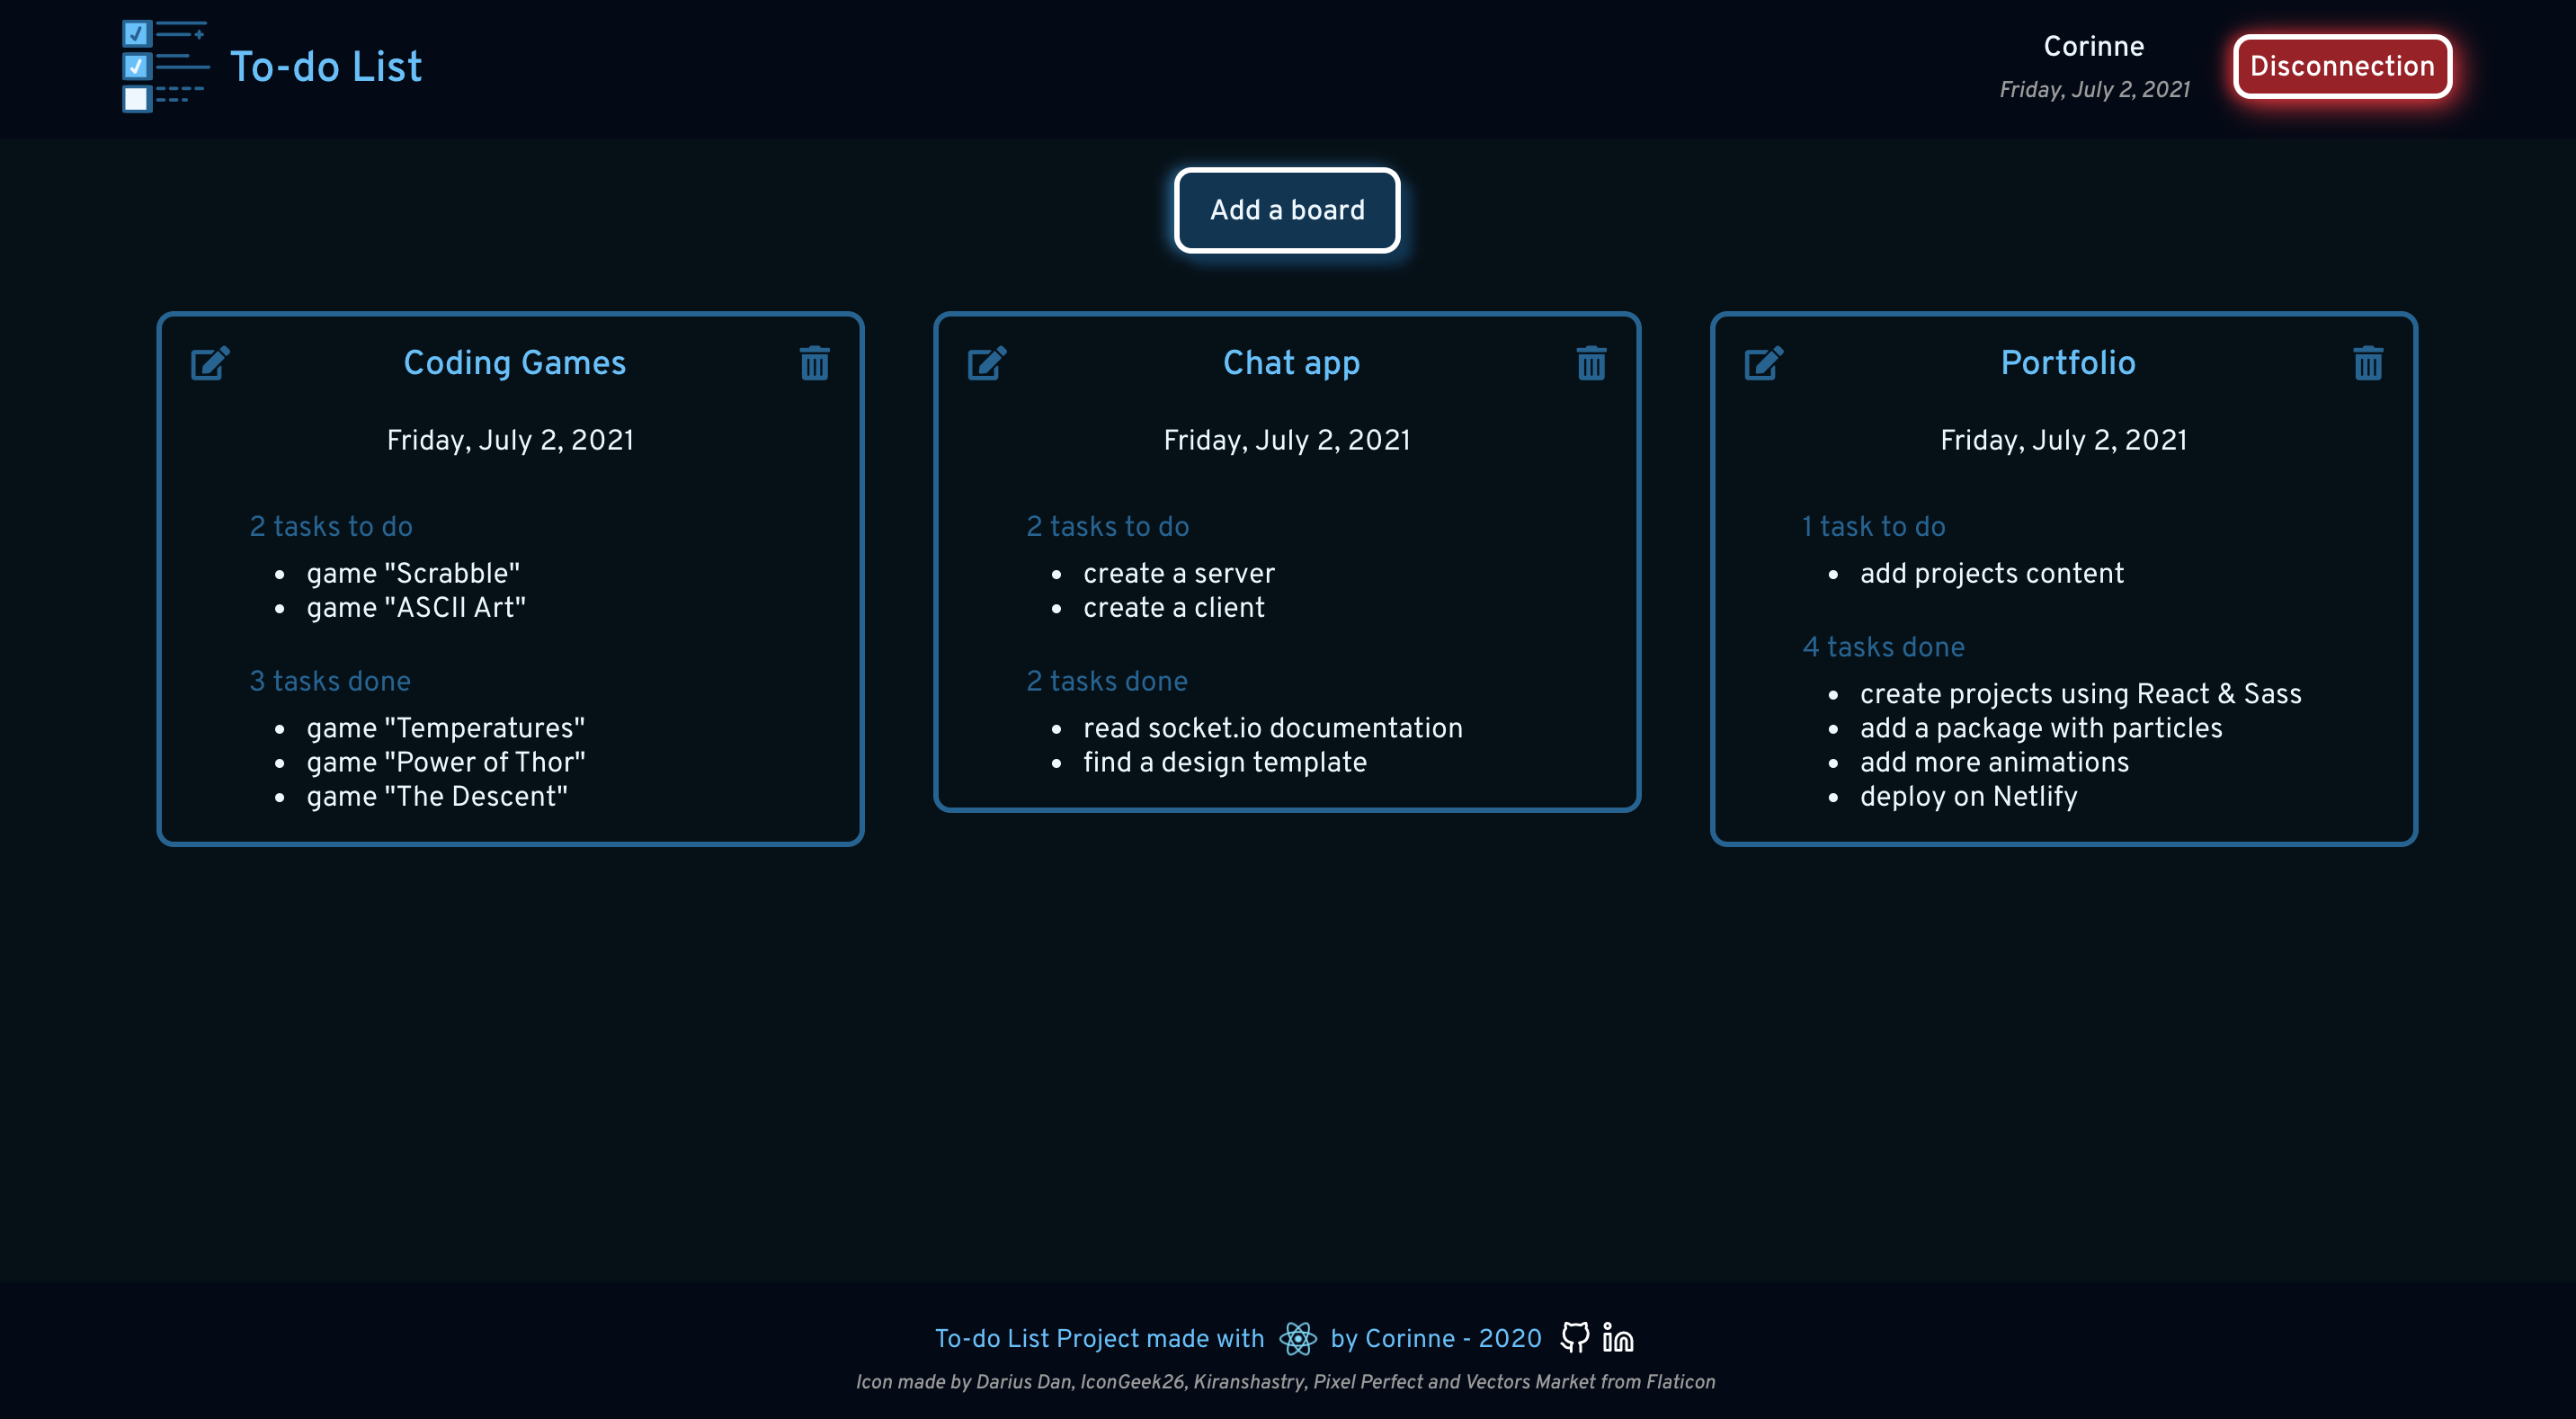 To-do List
Corinne
Friday, July 2, 2021
Disconnection
Add a board
Coding Games
Friday, July 2, 2021
2 tasks to do
game "Scrabble"
game "ASCII Art"
3 tasks done
game "Temperatures"
game "Power of Thor"
game "The Descent"
Chat app
Friday, July 2, 2021
2 tasks to do
create a server
create a client
2 tasks done
read socket.io documentation
find a design template
Portfolio
Friday, July 2, 2021
1 task to do
add projects content
4 tasks done
create projects using React & Sass
add a package with particles
add more animations
deploy on Netlify
To-do List Project made with by Corinne - 2020
Icon made by Darius Dan, IconGeek26, Kiranshastry, Pixel Perfect and Vectors Market from Flaticon